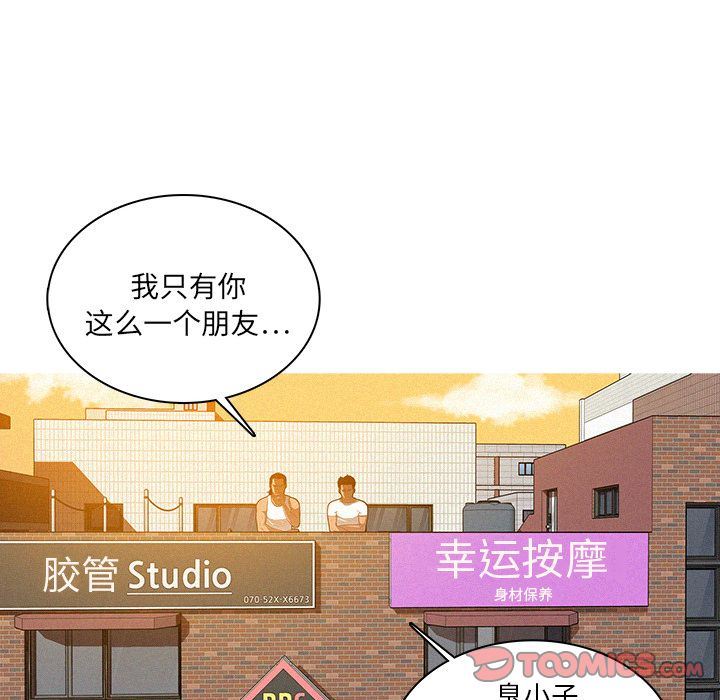 我只有你
这么一个朋友...
胶管 Studio
070-52X-X6673
幸运按摩
身材保养
TOOMICS.COM
臭小子